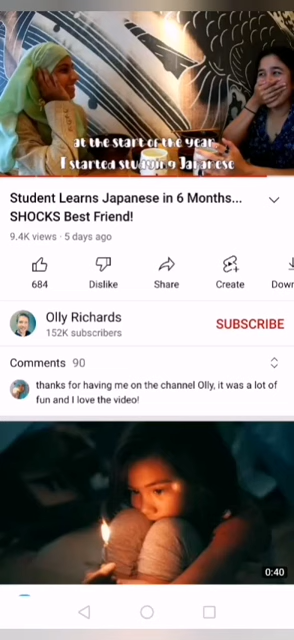 at the start of the year
I started studying Japanese
Student Learns Japanese in 6 Months...
SHOCKS Best Friend!
9.4K views · 5 days ago
684
Dislike
Share
Create
Down
Olly Richards
152K subscribers
SUBSCRIBE
Comments 90
thanks for having me on the channel Olly, it was a lot of
fun and I love the video!
0:40